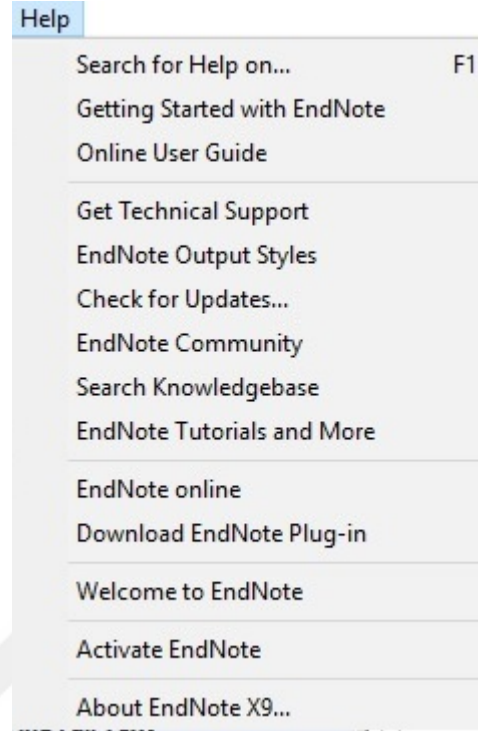 Help
Search for Help on... F1
Getting Started with EndNote
Online User Guide
Get Technical Support
EndNote Output Styles
Check for Updates...
EndNote Community
Search Knowledgebase
EndNote Tutorials and More
EndNote online
Download EndNote Plug-in
Welcome to EndNote
Activate EndNote
About EndNote X9...